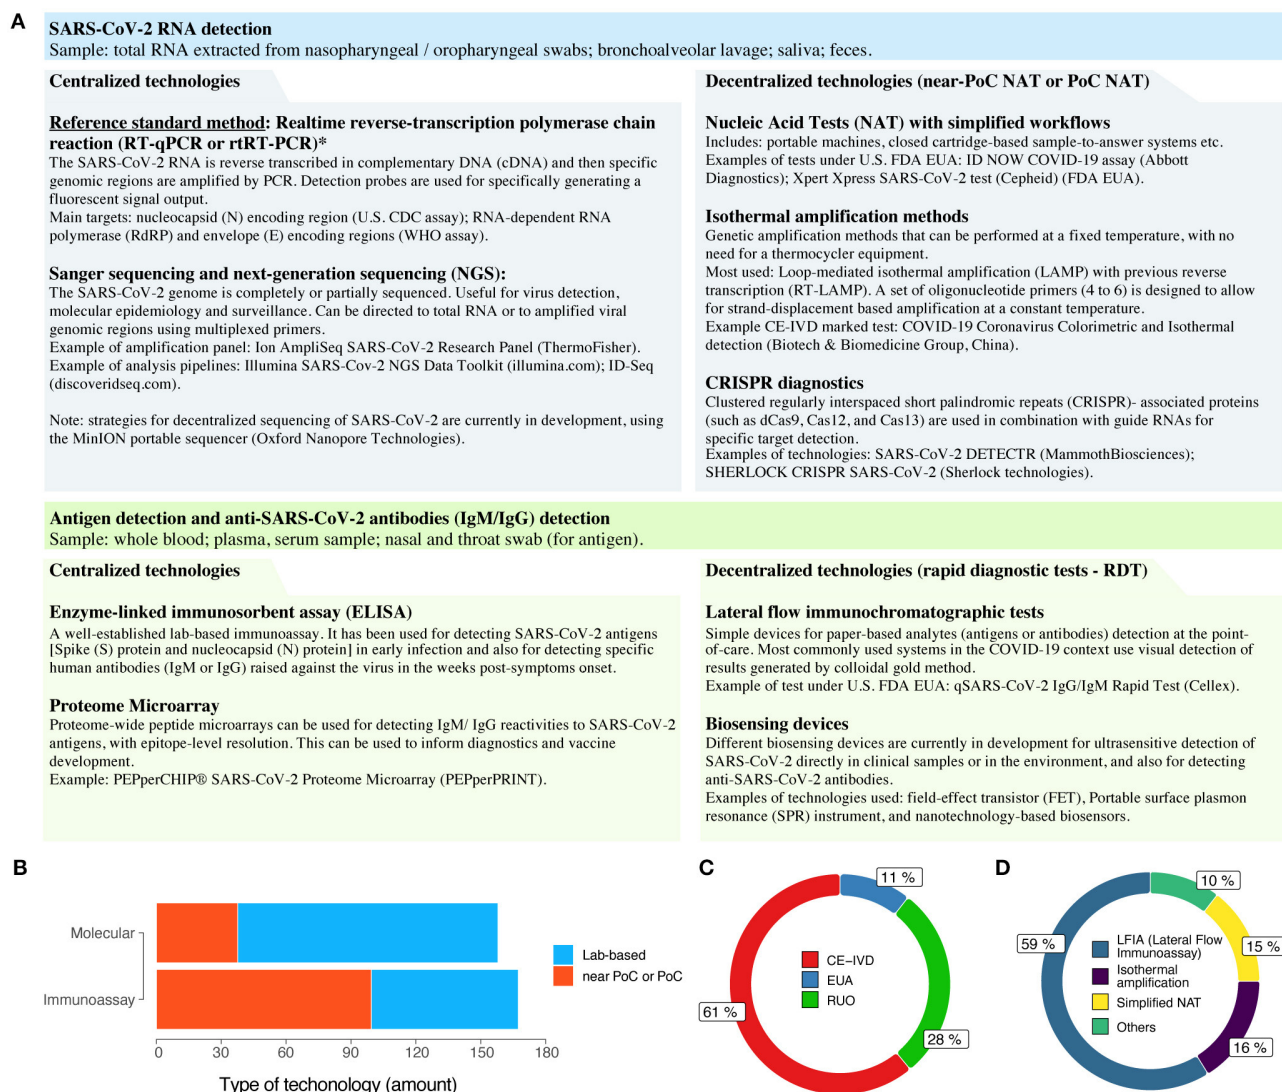 A
SARS-CoV-2 RNA detection
Sample: total RNA extracted from nasopharyngeal / oropharyngeal swabs; bronchoalveolar lavage; saliva; feces.
Centralized technologies
Reference standard method: Realtime reverse-transcription polymerase chain
reaction (RT-qPCR or rtRT-PCR)*
The SARS-CoV-2 RNA is reverse transcribed in complementary DNA (cDNA) and then specific
genomic regions are amplified by PCR. Detection probes are used for specifically generating a
fluorescent signal output.
Main targets: nucleocapsid (N) encoding region (U.S. CDC assay); RNA-dependent RNA
polymerase (RdRP) and envelope (E) encoding regions (WHO assay).
Sanger sequencing and next-generation sequencing (NGS):
The SARS-CoV-2 genome is completely or partially sequenced. Useful for virus detection,
molecular epidemiology and surveillance. Can be directed to total RNA or to amplified viral
genomic regions using multiplexed primers.
Example of amplification panel: Ion AmpliSeq SARS-CoV-2 Research Panel (ThermoFisher).
Example of analysis pipelines: Illumina SARS-Cov-2 NGS Data Toolkit (illumina.com); ID-Seq
(discoveridseq.com).
Note: strategies for decentralized sequencing of SARS-CoV-2 are currently in development, using
the MinION portable sequencer (Oxford Nanopore Technologies).
Decentralized technologies (near-PoC NAT or PoC NAT)
Nucleic Acid Tests (NAT) with simplified workflows
Includes: portable machines, closed cartridge-based sample-to-answer systems etc.
Examples of tests under U.S. FDA EUA: ID NOW COVID-19 assay (Abbott
Diagnostics); Xpert Xpress SARS-CoV-2 test (Cepheid) (FDA EUA).
Isothermal amplification methods
Genetic amplification methods that can be performed at a fixed temperature, with no
need for a thermocycler equipment.
Most used: Loop-mediated isothermal amplification (LAMP) with previous reverse
transcription (RT-LAMP). A set of oligonucleotide primers (4 to 6) is designed to allow
for strand-displacement based amplification at a constant temperature.
Example CE-IVD marked test: COVID-19 Coronavirus Colorimetric and Isothermal
detection (Biotech & Biomedicine Group, China).
CRISPR diagnostics
Clustered regularly interspaced short palindromic repeats (CRISPR)- associated proteins
(such as dCas9, Cas12, and Cas13) are used in combination with guide RNAs for
specific target detection.
Examples of technologies: SARS-CoV-2 DETECTR (MammothBiosciences);
SHERLOCK CRISPR SARS-CoV-2 (Sherlock technologies).
Antigen detection and anti-SARS-CoV-2 antibodies (IgM/IgG) detection
Sample: whole blood; plasma, serum sample; nasal and throat swab (for antigen).
Centralized technologies
Enzyme-linked immunosorbent assay (ELISA)
A well-established lab-based immunoassay. It has been used for detecting SARS-CoV-2 antigens
[Spike (S) protein and nucleocapsid (N) protein] in early infection and also for detecting specific
human antibodies (IgM or IgG) raised against the virus in the weeks post-symptoms onset.
Proteome Microarray
Proteome-wide peptide microarrays can be used for detecting IgM/ IgG reactivities to SARS-CoV-2
antigens, with epitope-level resolution. This can be used to inform diagnostics and vaccine
development.
Example: PEPperCHIP® SARS-CoV-2 Proteome Microarray (PEPperPRINT).
Decentralized technologies (rapid diagnostic tests - RDT)
Lateral flow immunochromatographic tests
Simple devices for paper-based analytes (antigens or antibodies) detection at the point-
of-care. Most commonly used systems in the COVID-19 context use visual detection of
results generated by colloidal gold method.
Example of test under U.S. FDA EUA: qSARS-CoV-2 IgG/IgM Rapid Test (Cellex).
Biosensing devices
Different biosensing devices are currently in development for ultrasensitive detection of
SARS-CoV-2 directly in clinical samples or in the environment, and also for detecting
anti-SARS-CoV-2 antibodies.
Examples of technologies used: field-effect transistor (FET), Portable surface plasmon
resonance (SPR) instrument, and nanotechnology-based biosensors.
B
Molecular
Immunoassay
0 30 60 90 120 150 180
Type of techonology (amount)
Lab-based
near PoC or PoC
C
11 %
61 %
28 %
CE-IVD
EUA
RUO
D
10 %
59 %
15 %
16 %
LFIA (Lateral Flow
Immunoassay)
Isothermal
amplification
Simplified NAT
Others